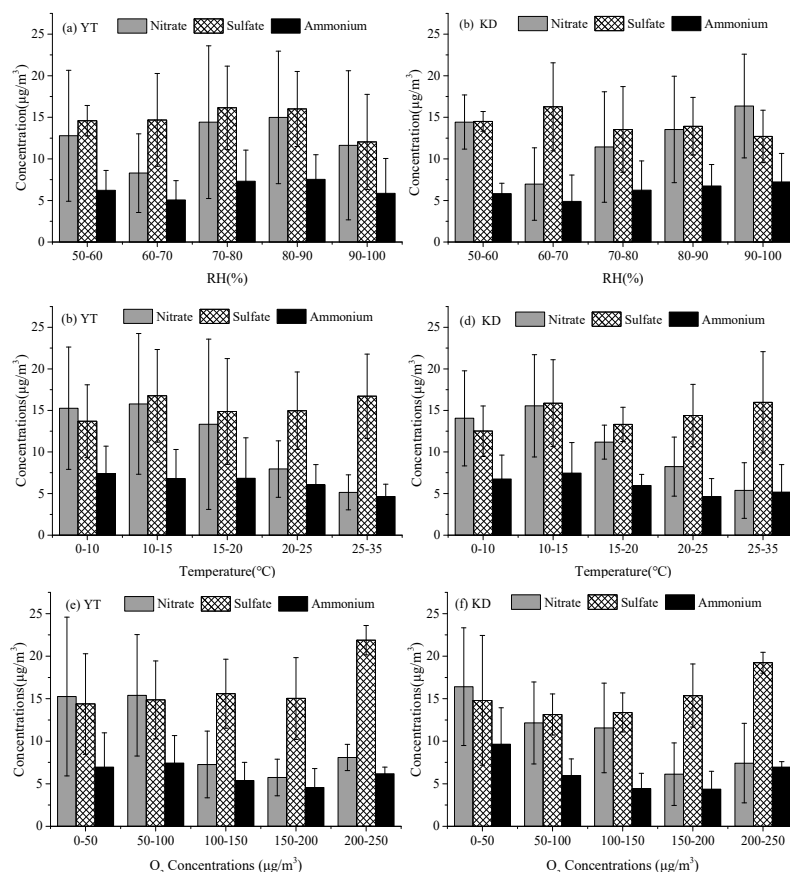 (a) YT Nitrate Sulfate Ammonium
Concentration(μg/m³)
25
20
15
10
5
0
50-60 60-70 70-80 80-90 90-100
RH(%)
(b) KD Nitrate Sulfate Ammonium
Concentration(μg/m³)
25
20
15
10
5
0
50-60 60-70 70-80 80-90 90-100
RH(%)
(b) YT Nitrate Sulfate Ammonium
Concentrations(μg/m³)
25
20
15
10
5
0
0-10 10-15 15-20 20-25 25-35
Temperature(℃)
(d) KD Nitrate Sulfate Ammonium
Concentrations(μg/m³)
25
20
15
10
5
0
0-10 10-15 15-20 20-25 25-35
Temperature(℃)
(e) YT Nitrate Sulfate Ammonium
Concentrations(μg/m³)
25
20
15
10
5
0
0-50 50-100 100-150 150-200 200-250
O₃ Concentrations (μg/m³)
(f) KD Nitrate Sulfate Ammonium
Concentrations(μg/m³)
25
20
15
10
5
0
0-50 50-100 100-150 150-200 200-250
O₃ Concentrations (μg/m³)